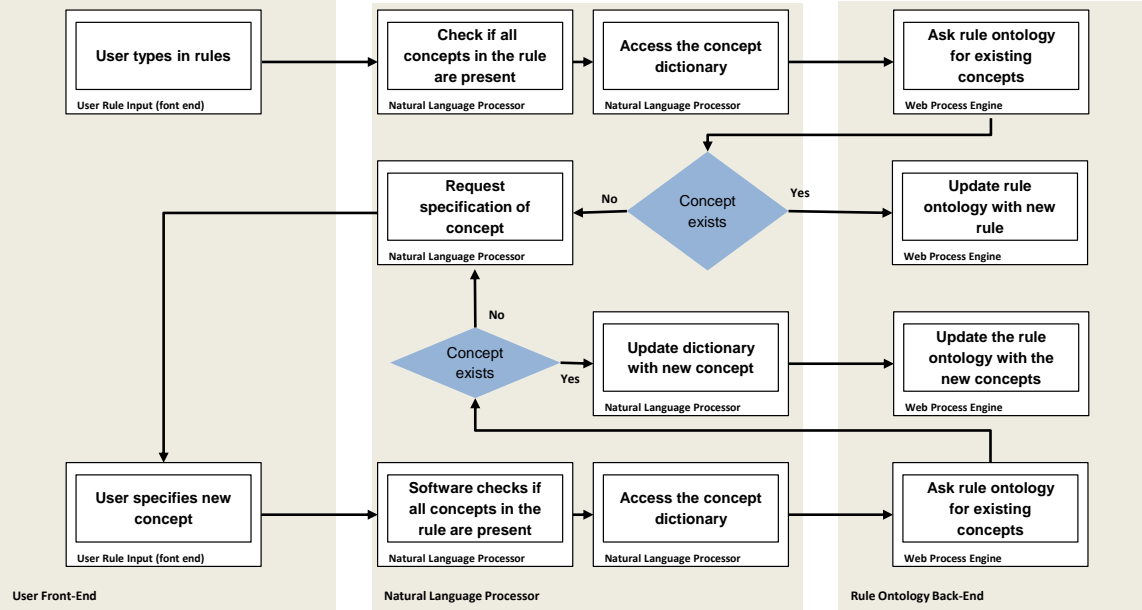 User types in rules
User Rule Input (font end)
Check if all
concepts in the rule
are present
Natural Language Processor
Access the concept
dictionary
Natural Language Processor
Ask rule ontology
for existing
concepts
Web Process Engine
Request
specification of
concept
Natural Language Processor
No
Concept
exists
Yes
Update rule
ontology with new
rule
Web Process Engine
No
Concept
exists
Yes
Update dictionary
with new concept
Natural Language Processor
Update the rule
ontology with the
new concepts
Web Process Engine
User specifies new
concept
User Rule Input (font end)
Software checks if
all concepts in the
rule are present
Natural Language Processor
Access the concept
dictionary
Natural Language Processor
Ask rule ontology
for existing
concepts
Web Process Engine
User Front-End
Natural Language Processor
Rule Ontology Back-End